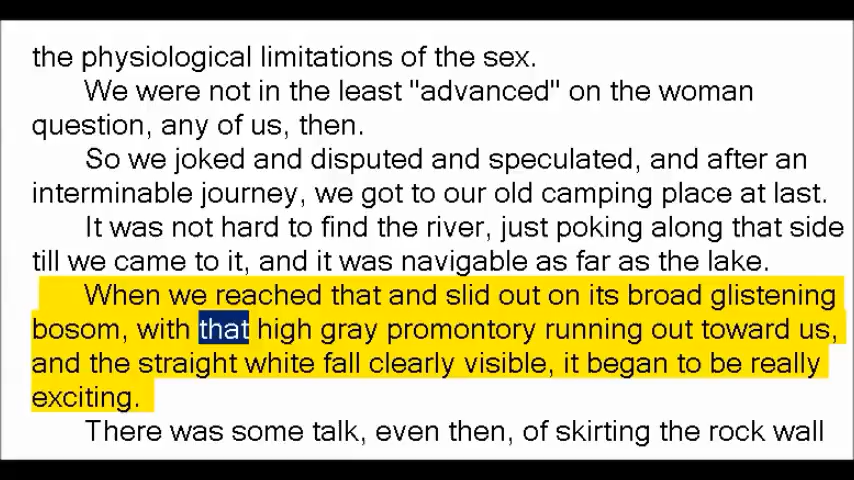 the physiological limitations of the sex.
We were not in the least "advanced" on the woman
question, any of us, then.
So we joked and disputed and speculated, and after an
interminable journey, we got to our old camping place at last.
It was not hard to find the river, just poking along that side
till we came to it, and it was navigable as far as the lake.
When we reached that and slid out on its broad glistening
bosom, with that high gray promontory running out toward us,
and the straight white fall clearly visible, it began to be really
exciting.
There was some talk, even then, of skirting the rock wall